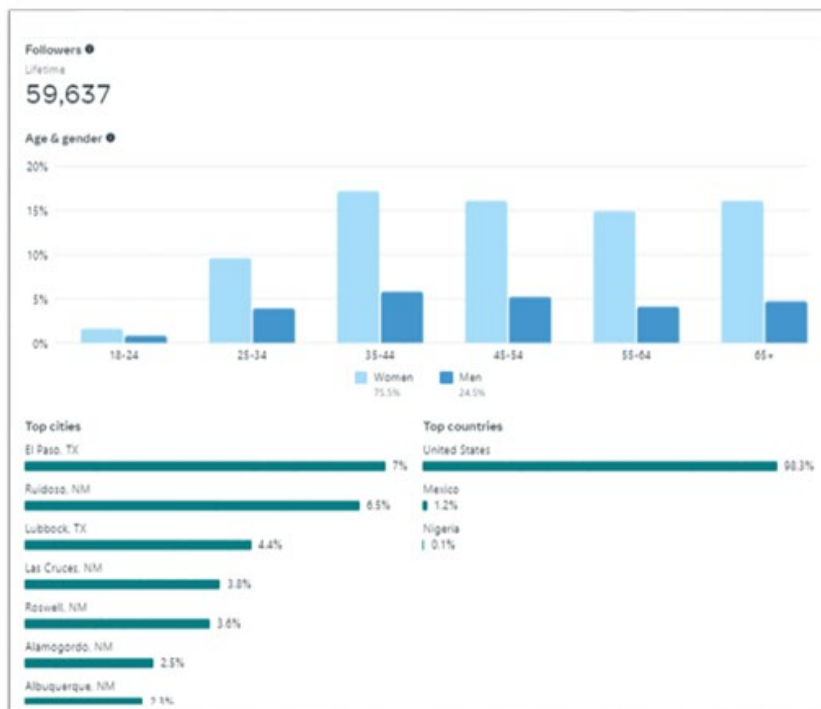 Followers
Lifetime
59,637
Age & gender
20%
15%
10%
5%
0%
18-24 25-34 35-44 45-54 55-64 65+
Women Men
75.5% 24.5%
Top cities
El Paso, TX
7%
Ruidoso, NM
6.5%
Lubbock, TX
4.4%
Las Cruces, NM
3.8%
Roswell, NM
3.6%
Alamogordo, NM
2.5%
Albuquerque, NM
Top countries
United States
98.3%
Mexico
1.2%
Nigeria
0.1%